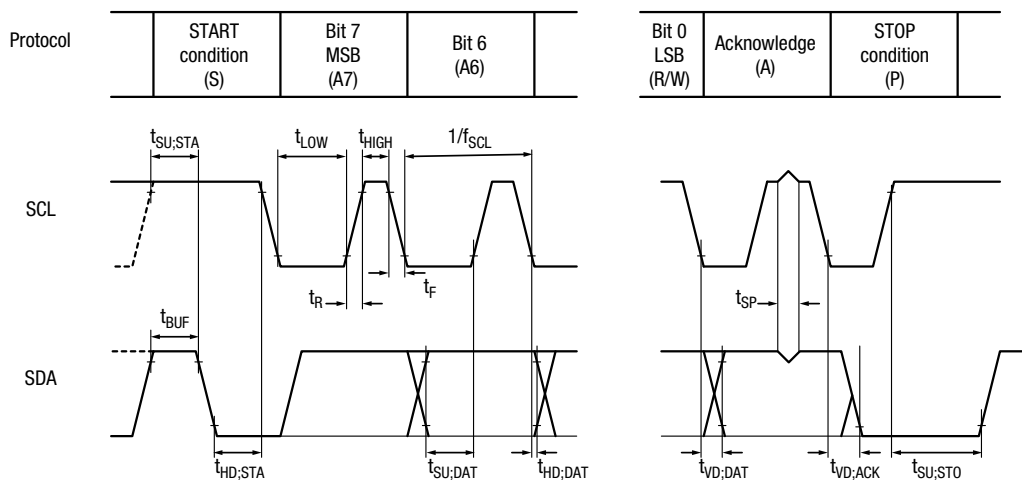 Protocol
START
condition
(S)
Bit 7
MSB
(A7)
Bit 6
(A6)
Bit 0
LSB
(R/W)
Acknowledge
(A)
STOP
condition
(P)
tSU;STA
tLOW
tHIGH
1/fSCL
SCL
tR
tF
tSP
tBUF
SDA
tHD;STA
tSU;DAT
tHD;DAT
tVD;DAT
tVD;ACK
tSU;STO